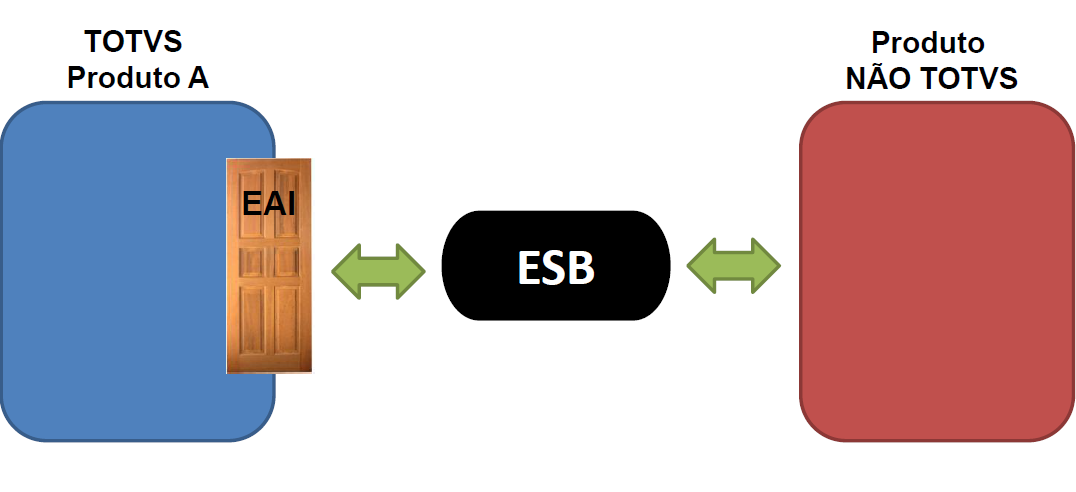 TOTVS
Produto A
Produto
NÃO TOTVS
EAI
ESB